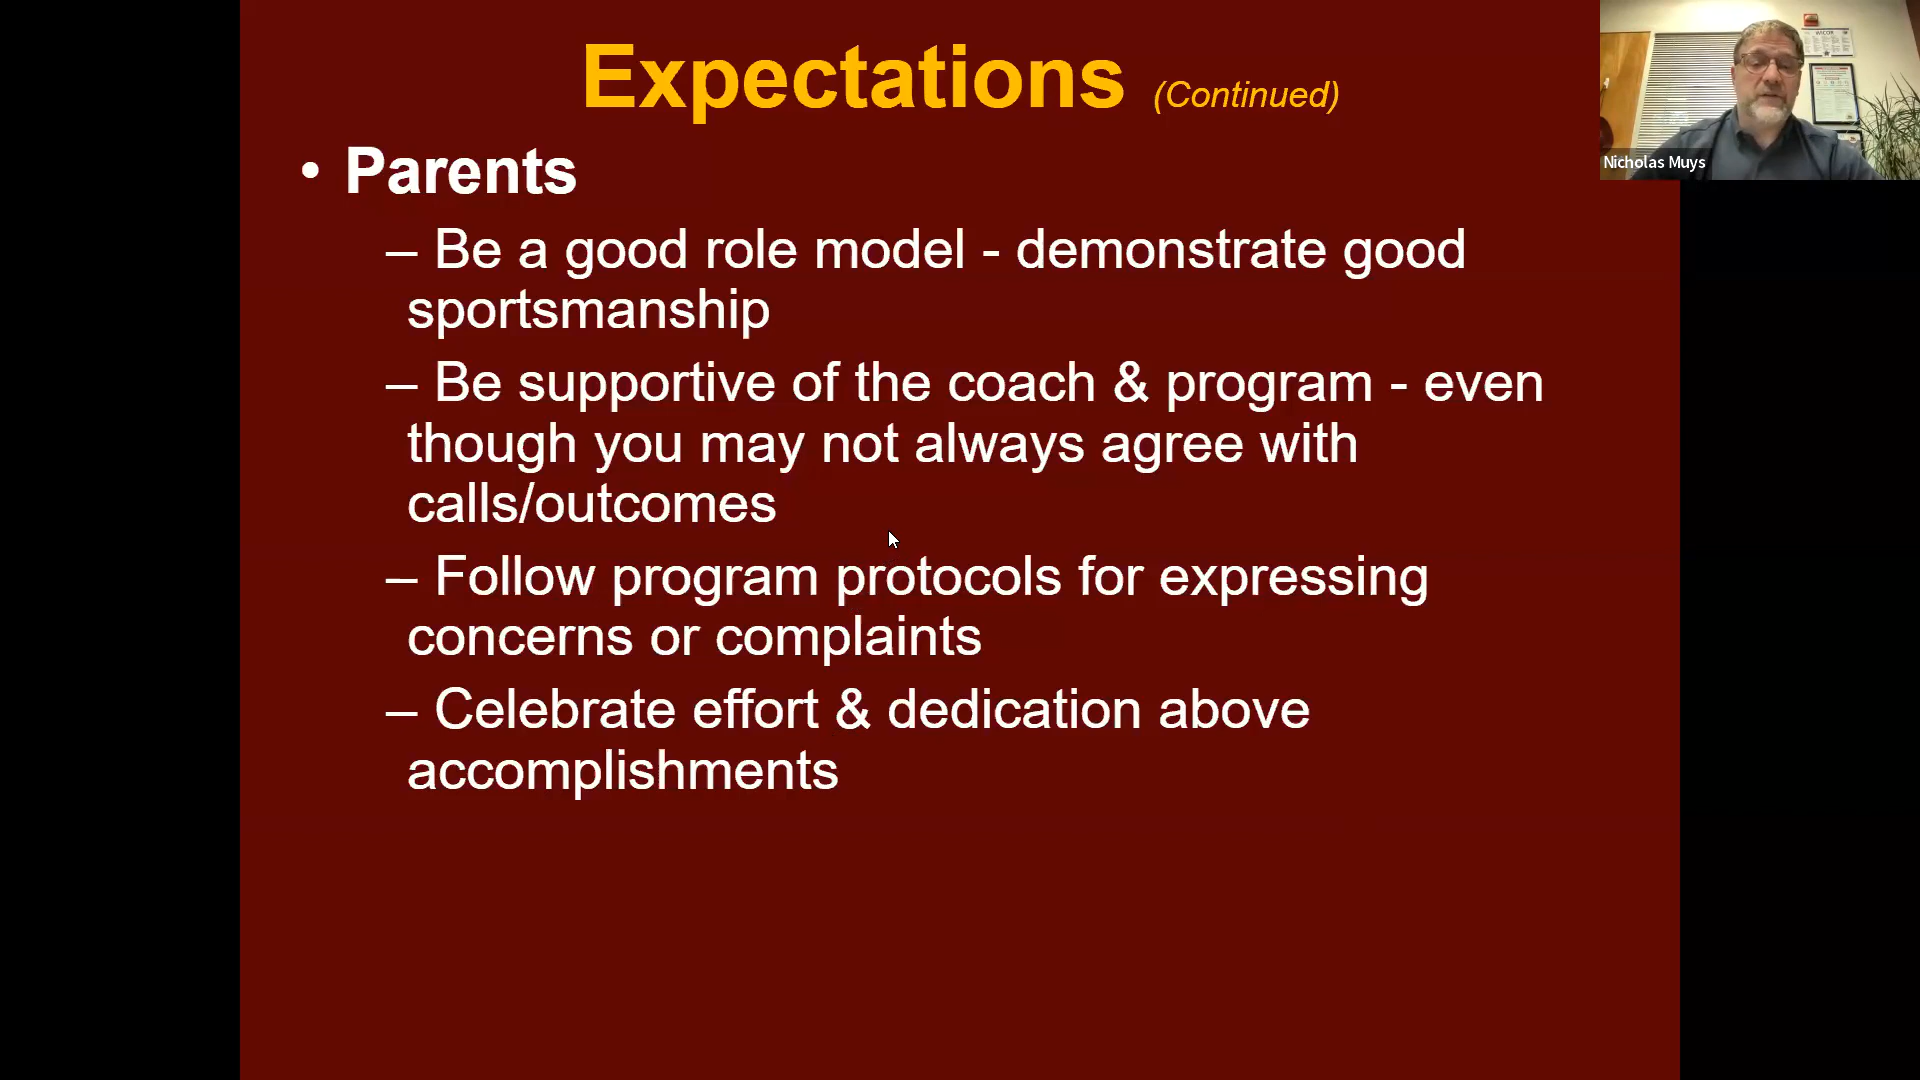 Expectations (Continued)
• Parents
– Be a good role model - demonstrate good
sportsmanship
– Be supportive of the coach & program - even
though you may not always agree with
calls/outcomes
– Follow program protocols for expressing
concerns or complaints
– Celebrate effort & dedication above
accomplishments
WICOR
Nicholas Muys